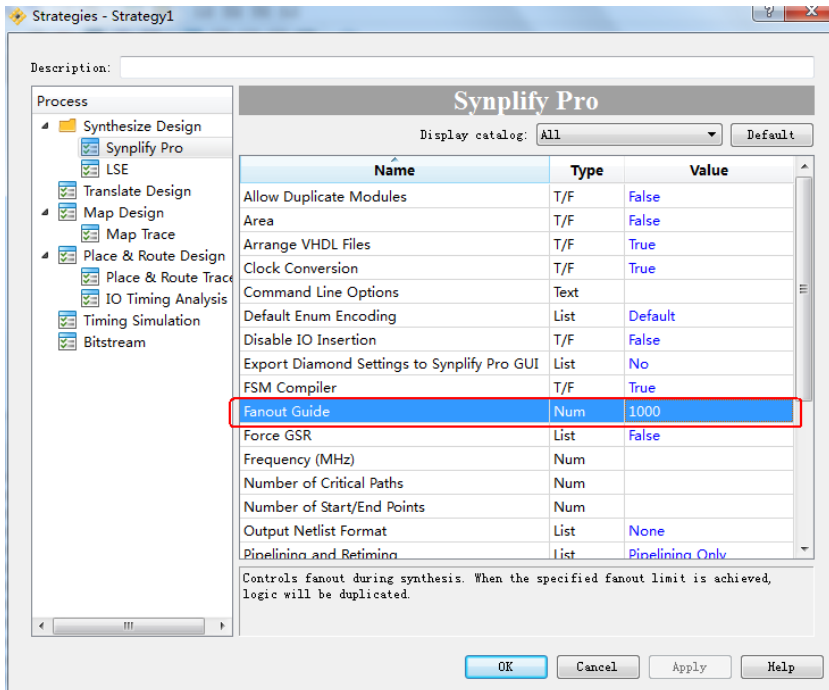 Strategies - Strategy1
Description:
Process
Synthesize Design
Synplify Pro
LSE
Translate Design
Map Design
Map Trace
Place & Route Design
Place & Route Trace
IO Timing Analysis
Timing Simulation
Bitstream
Synplify Pro
Display catalog: All Default
Name Type Value
Allow Duplicate Modules T/F False
Area T/F False
Arrange VHDL Files T/F True
Clock Conversion T/F True
Command Line Options Text
Default Enum Encoding List Default
Disable IO Insertion T/F False
Export Diamond Settings to Synplify Pro GUI List No
FSM Compiler T/F True
Fanout Guide Num 1000
Force GSR List False
Frequency (MHz) Num
Number of Critical Paths Num
Number of Start/End Points Num
Output Netlist Format List None
Pipelining and Retiming List Pipelining Only
Controls fanout during synthesis. When the specified fanout limit is achieved,
logic will be duplicated.
OK Cancel Apply Help